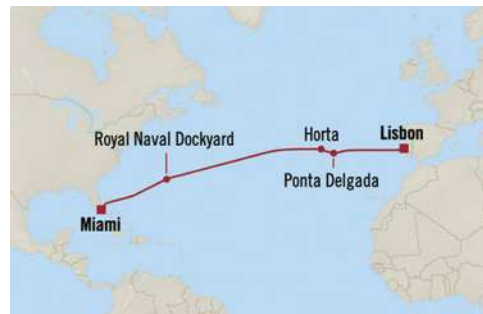 Royal Naval Dockyard
Horta
Lisbon
Ponta Delgada
Miami